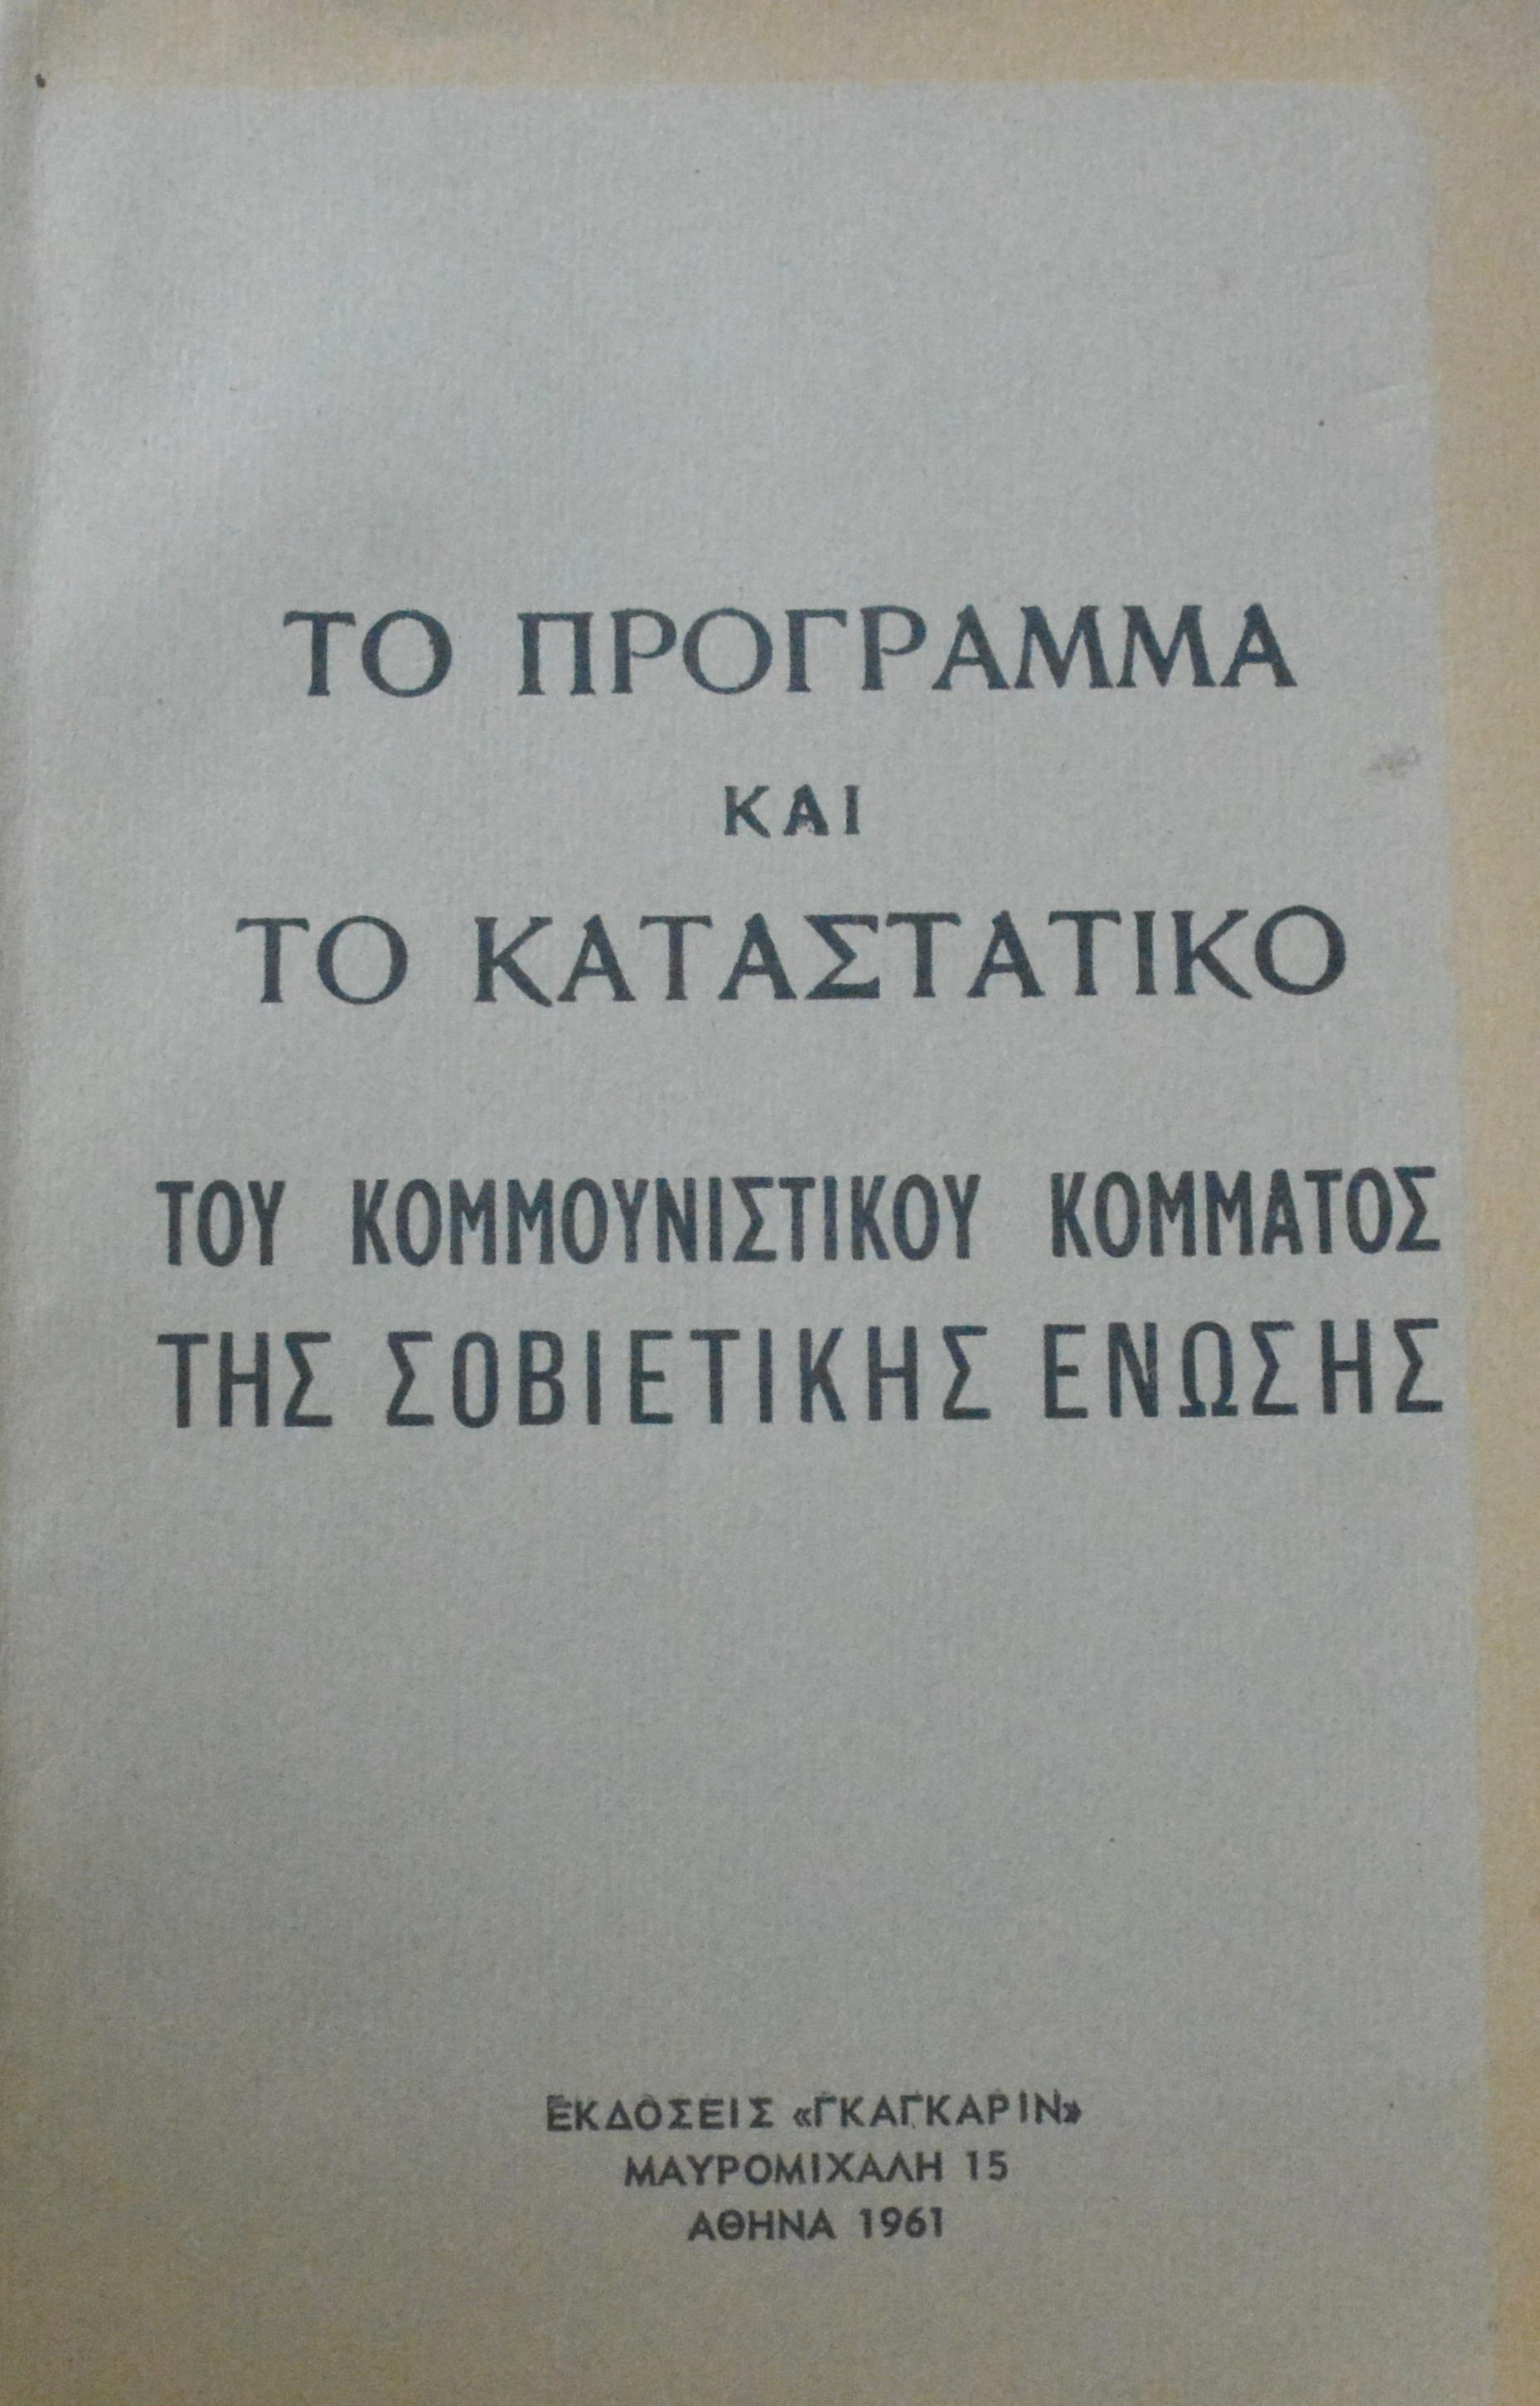 ΤΟ ΠΡΟΓΡΑΜΜΑ
ΚΑΙ
ΤΟ ΚΑΤΑΣΤΑΤΙΚΟ
ΤΟΥ ΚΟΜΜΟΥΝΙΣΤΙΚΟΥ ΚΟΜΜΑΤΟΣ
ΤΗΣ ΣΟΒΙΕΤΙΚΗΣ ΕΝΩΣΗΣ
ΕΚΔΟΣΕΙΣ «ΓΚΑΓΚΑΡΙΝ»
ΜΑΥΡΟΜΙΧΑΛΗ 15
ΑΘΗΝΑ 1961